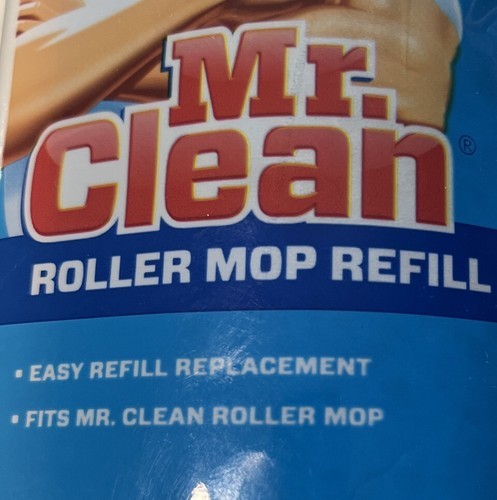 Mr.
Clean®
ROLLER MOP REFILL
• EASY REFILL REPLACEMENT
• FITS MR. CLEAN ROLLER MOP